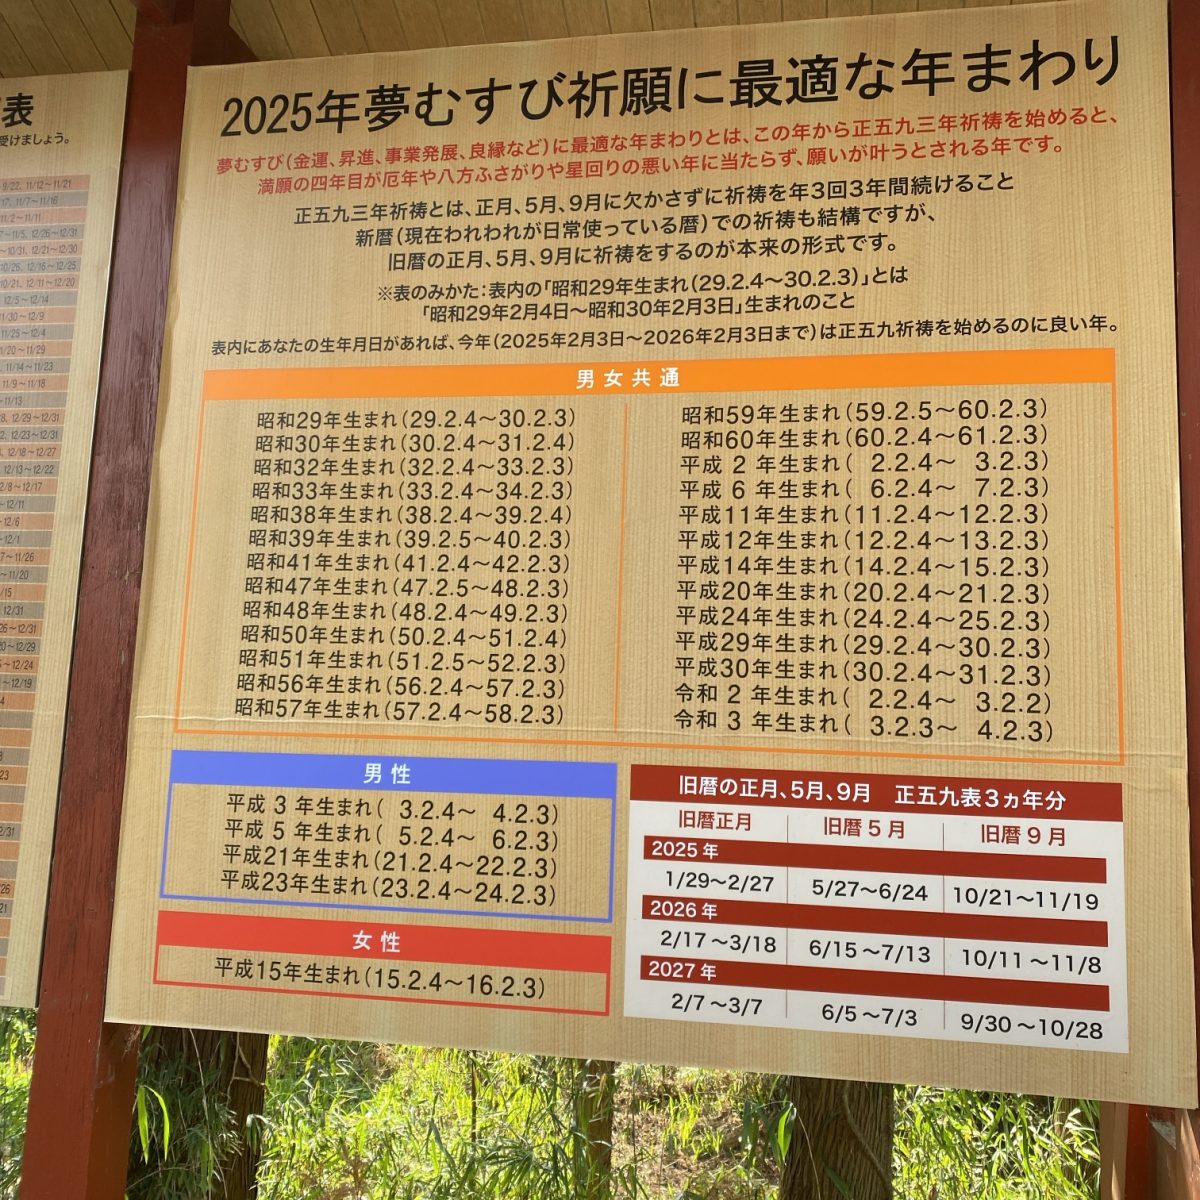 2025年夢むすび祈願に最適な年まわり
夢むすび(金運、昇進、事業発展、良縁など)に最適な年まわりとは、この年から正五九三年祈祷を始めると、
満願の四年目が厄年や八方ふさがりや星回りの悪い年に当たらず、願いが叶うとされる年です。
正五九三年祈祷とは、正月、5月、9月に欠かさずに祈祷を年3回3年間続けること
新暦(現在われわれが日常使っている暦)での祈祷も結構ですが、
旧暦の正月、5月、9月に祈祷をするのが本来の形式です。
※表のみかた:表内の「昭和29年生まれ(29.2.4〜30.2.3)」とは
「昭和29年2月4日〜昭和30年2月3日」生まれのこと
表内にあなたの生年月日があれば、今年(2025年2月3日〜2026年2月3日まで)は正五九祈祷を始めるのに良い年。
男女共通
昭和29年生まれ(29.2.4〜30.2.3)
昭和30年生まれ(30.2.4〜31.2.4)
昭和32年生まれ(32.2.4〜33.2.3)
昭和33年生まれ(33.2.4〜34.2.3)
昭和38年生まれ(38.2.4〜39.2.4)
昭和39年生まれ(39.2.5〜40.2.3)
昭和41年生まれ(41.2.4〜42.2.3)
昭和47年生まれ(47.2.5〜48.2.3)
昭和48年生まれ(48.2.4〜49.2.3)
昭和50年生まれ(50.2.4〜51.2.4)
昭和51年生まれ(51.2.5〜52.2.3)
昭和56年生まれ(56.2.4〜57.2.3)
昭和57年生まれ(57.2.4〜58.2.3)
昭和59年生まれ(59.2.5〜60.2.3)
昭和60年生まれ(60.2.4〜61.2.3)
平成 2 年生まれ( 2.2.4〜 3.2.3)
平成 6 年生まれ( 6.2.4〜 7.2.3)
平成11年生まれ(11.2.4〜12.2.3)
平成12年生まれ(12.2.4〜13.2.3)
平成14年生まれ(14.2.4〜15.2.3)
平成20年生まれ(20.2.4〜21.2.3)
平成24年生まれ(24.2.4〜25.2.3)
平成29年生まれ(29.2.4〜30.2.3)
平成30年生まれ(30.2.4〜31.2.3)
令和 2 年生まれ( 2.2.4〜 3.2.2)
令和 3 年生まれ( 3.2.3〜 4.2.3)
男性
平成 3 年生まれ( 3.2.4〜 4.2.3)
平成 5 年生まれ( 5.2.4〜 6.2.3)
平成21年生まれ(21.2.4〜22.2.3)
平成23年生まれ(23.2.4〜24.2.3)
女性
平成15年生まれ(15.2.4〜16.2.3)
旧暦の正月、5月、9月 正五九表3ヵ年分
旧暦正月 旧暦5月 旧暦9月
2025年
1/29〜2/27 5/27〜6/24 10/21〜11/19
2026年
2/17〜3/18 6/15〜7/13 10/11〜11/8
2027年
2/7〜3/7 6/5〜7/3 9/30〜10/28
表
受けましょう。